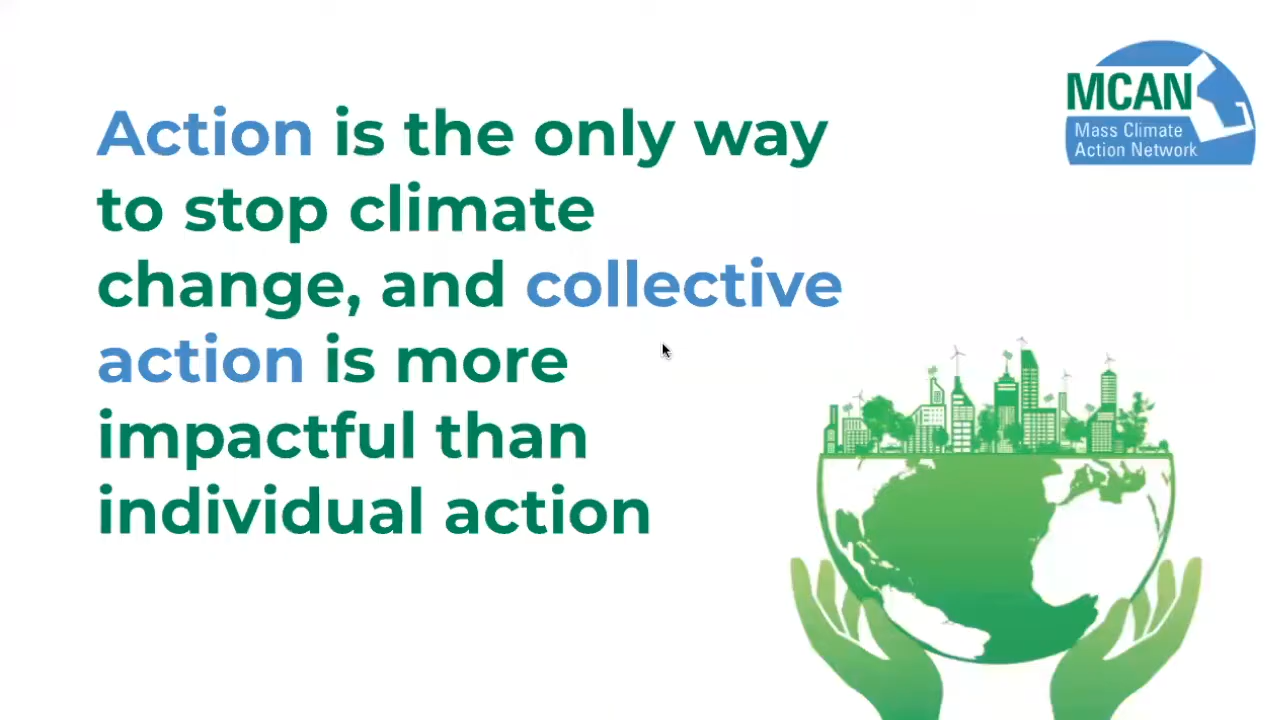 Action is the only way
to stop climate
change, and collective
action is more
impactful than
individual action
MCAN
Mass Climate
Action Network